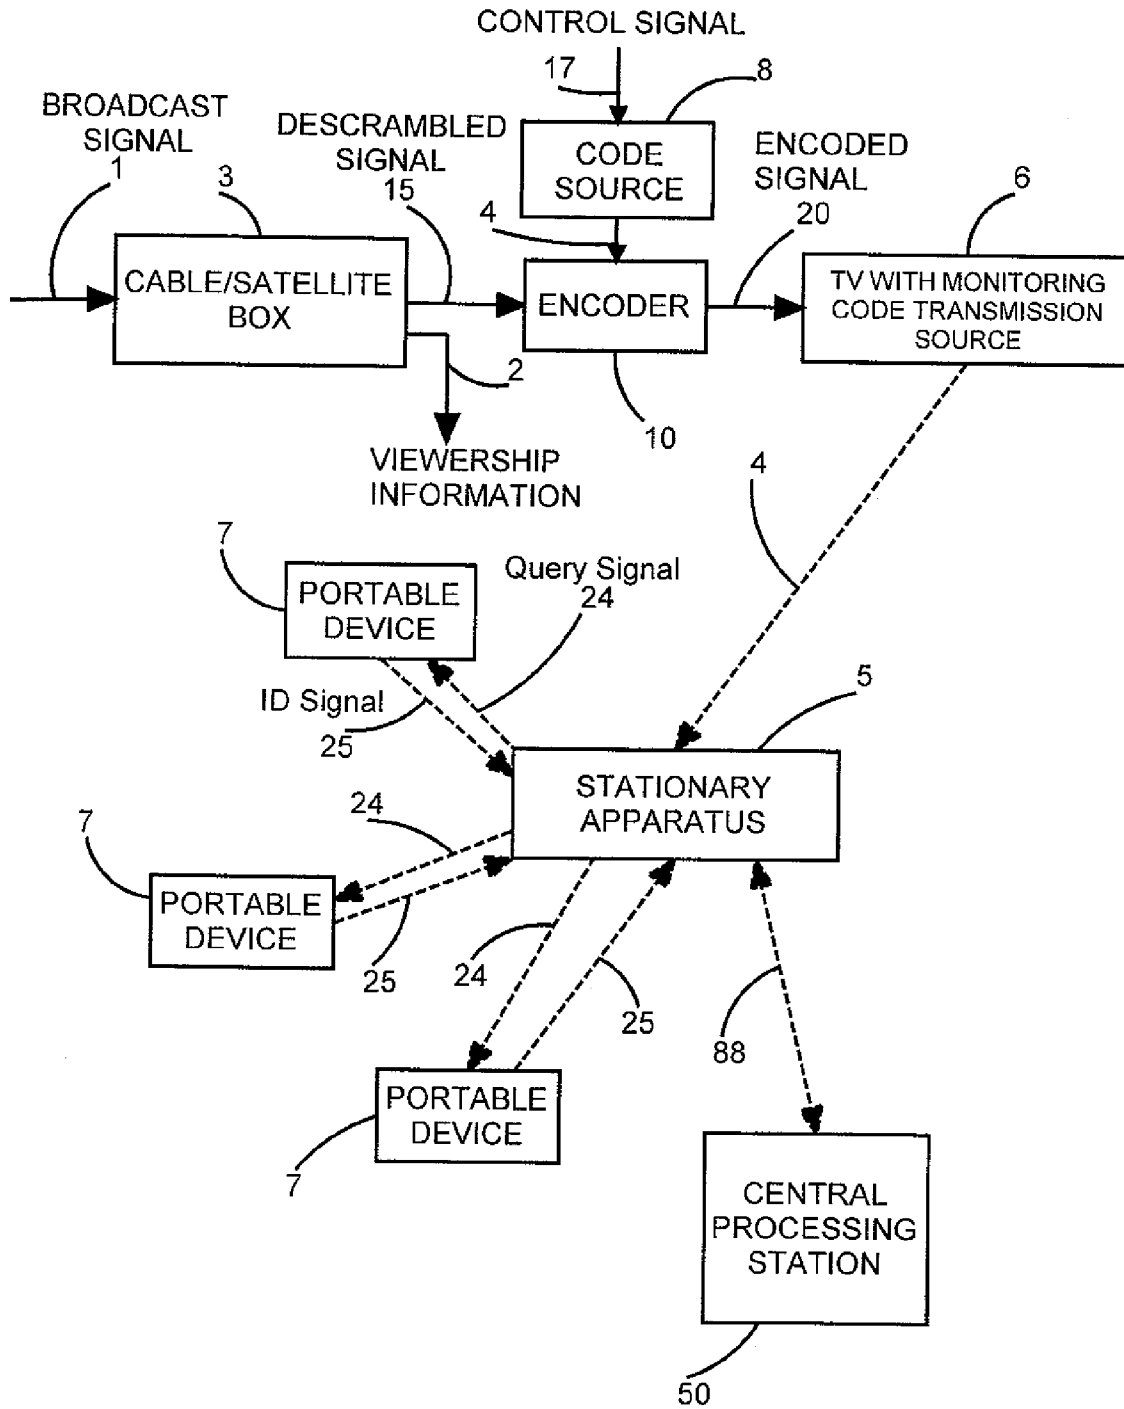 CONTROL SIGNAL
17
8
BROADCAST
SIGNAL
1
3
DESCRAMBLED
SIGNAL
15
CODE
SOURCE
4
ENCODED
SIGNAL
20
6
CABLE/SATELLITE
BOX
ENCODER
TV WITH MONITORING
CODE TRANSMISSION
SOURCE
2
10
VIEWERSHIP
INFORMATION
4
7
PORTABLE
DEVICE
Query Signal
24
ID Signal
25
5
STATIONARY
APPARATUS
24
7
PORTABLE
DEVICE
25
24
25
88
PORTABLE
DEVICE
7
CENTRAL
PROCESSING
STATION
50